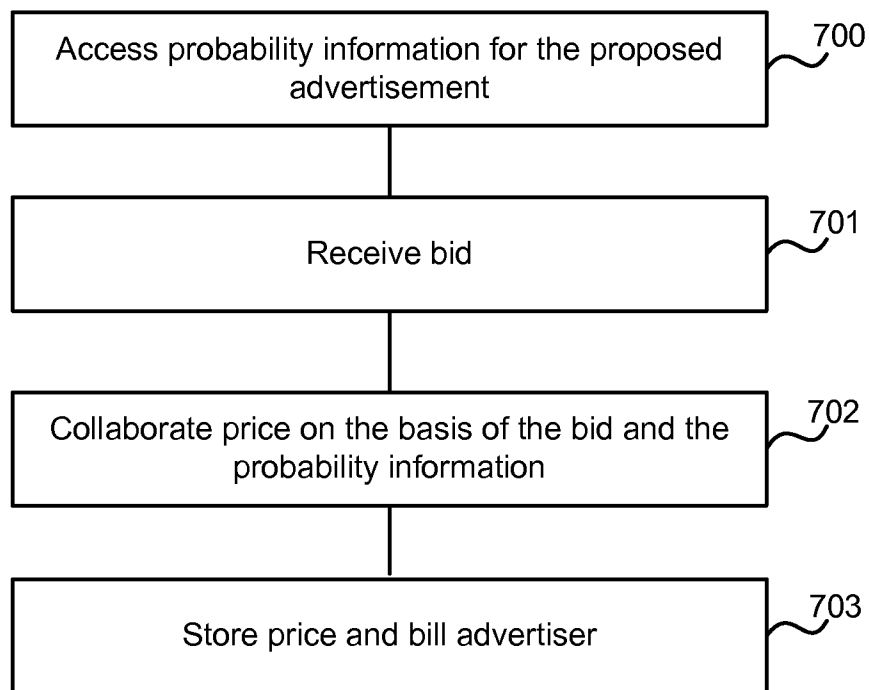 Access probability information for the proposed
advertisement
700
Receive bid
701
Collaborate price on the basis of the bid and the
probability information
702
Store price and bill advertiser
703